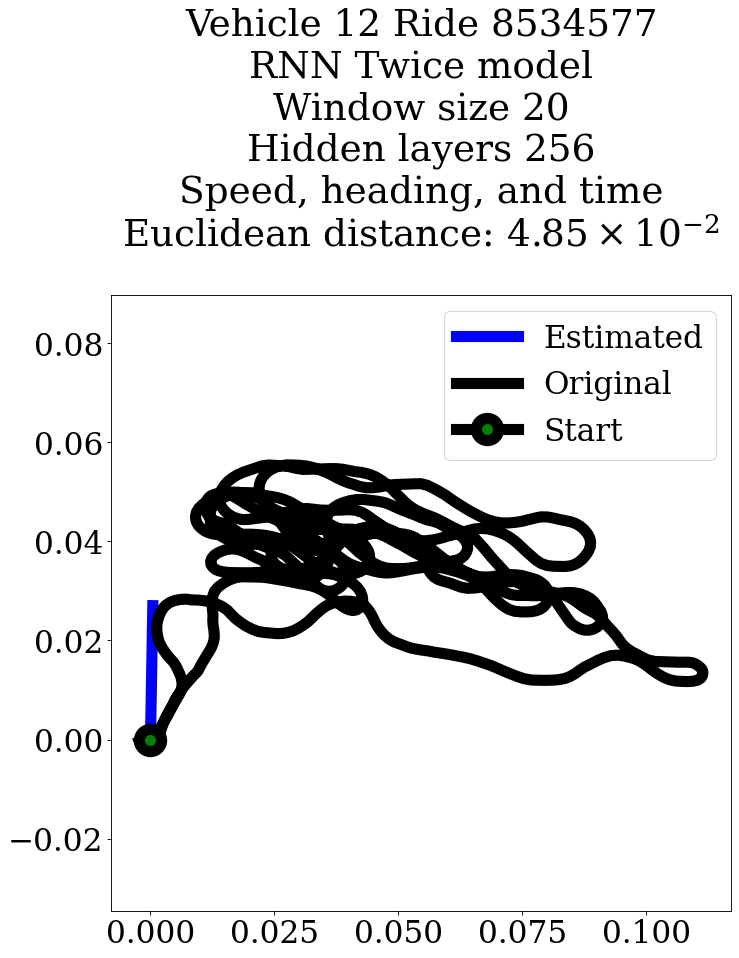 Vehicle 12 Ride 8534577
RNN Twice model
Window size 20
Hidden layers 256
Speed, heading, and time
Euclidean distance: 4.85 × 10⁻²
Estimated
Original
Start
0.08
0.06
0.04
0.02
0.00
−0.02
0.000 0.025 0.050 0.075 0.100